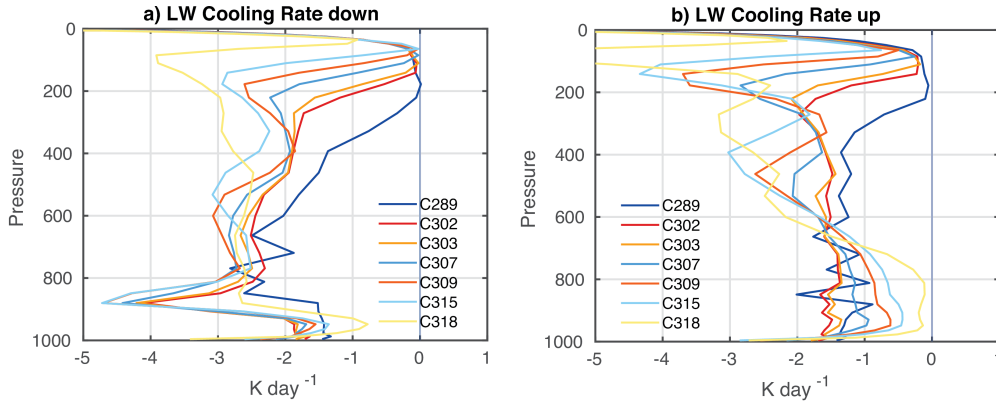 a) LW Cooling Rate down
0
200
400
600
800
1000
Pressure
C289
C302
C303
C307
C309
C315
C318
-5 -4 -3 -2 -1 0 1
K day -1
b) LW Cooling Rate up
0
200
400
600
800
1000
Pressure
C289
C302
C303
C307
C309
C315
C318
-5 -4 -3 -2 -1 0 1
K day -1